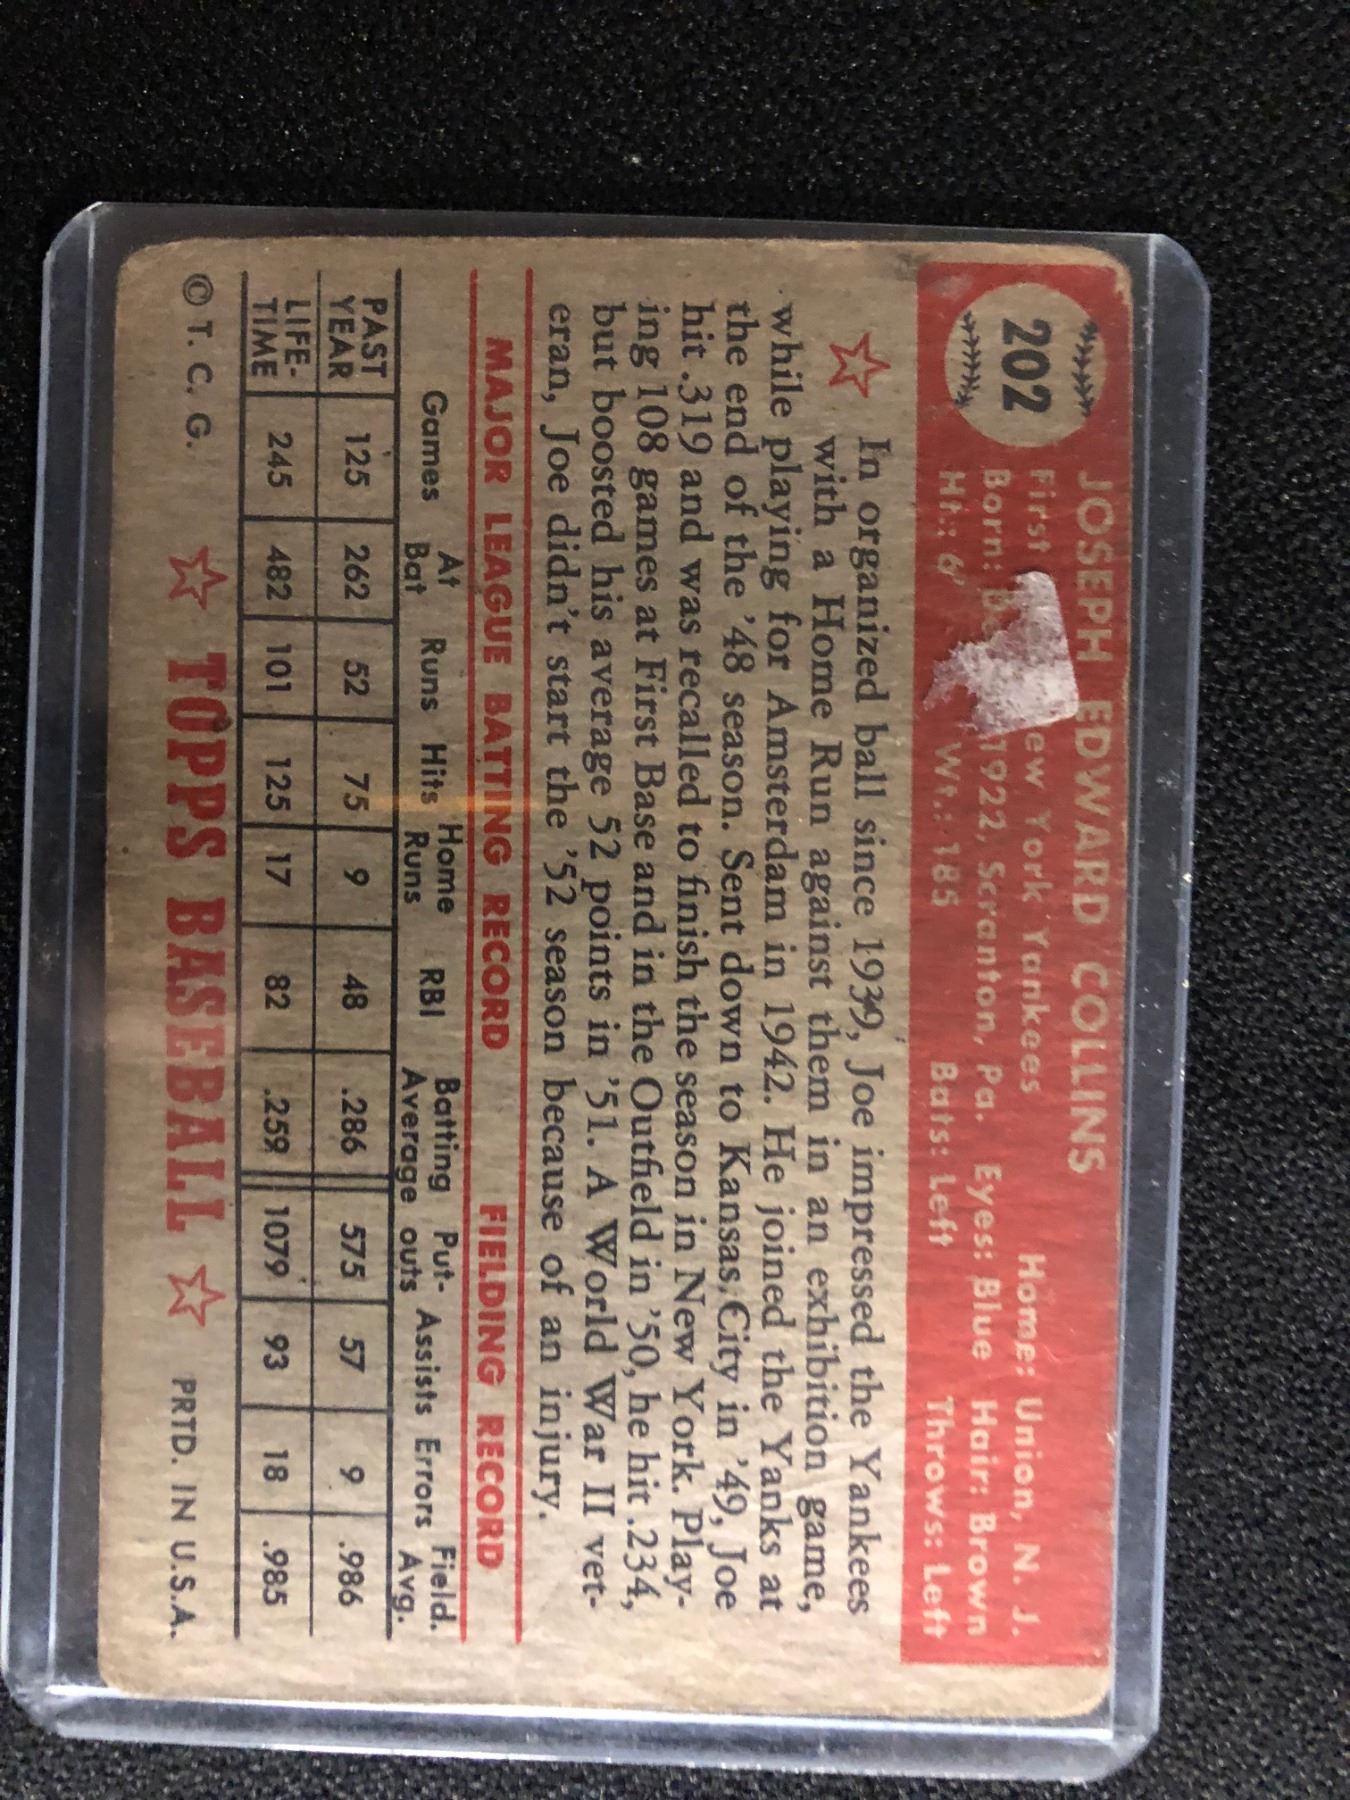 202
JOSEPH EDWARD COLLINS
First ew York Yankees Home: Union, N. J.
Born: 1922, Scranton, Pa. Eyes: Blue Hair: Brown
Ht.: 6' Wt.: 185 Bats: Left Throws: Left
In organized ball since 1939, Joe impressed the Yankees
with a Home Run against them in an exhibition game,
while playing for Amsterdam in 1942. He joined the Yanks at
the end of the '48 season. Sent down to Kansas City in '49, Joe
hit .319 and was recalled to finish the season in New York. Play-
ing 108 games at First Base and in the Outfield in '50, he hit .234,
but boosted his average 52 points in '51. A World War II vet-
eran, Joe didn't start the '52 season because of an injury.
MAJOR LEAGUE BATTING RECORD FIELDING RECORD
Games At Bat Runs Hits Home Runs RBI Batting Average Put-outs Assists Errors Field. Avg.
PAST YEAR 125 262 52 75 9 48 .286 575 57 9 .986
LIFE-TIME 245 482 101 125 17 82 .259 1079 93 18 .985
© T. C. G. TOPPS BASEBALL PRTD. IN U.S.A.